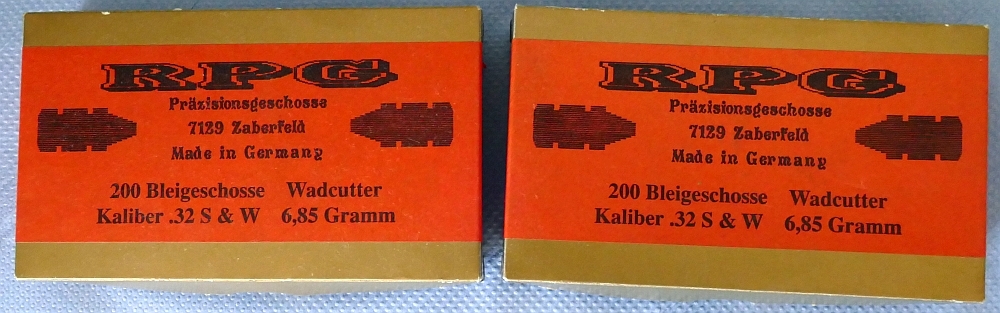 RPG
Präzisionsgeschosse
7129 Zaberfeld
Made in Germany
200 Bleigeschosse Wadcutter
Kaliber .32 S & W 6,85 Gramm
RPG
Präzisionsgeschosse
7129 Zaberfeld
Made in Germany
200 Bleigeschosse Wadcutter
Kaliber .32 S & W 6,85 Gramm